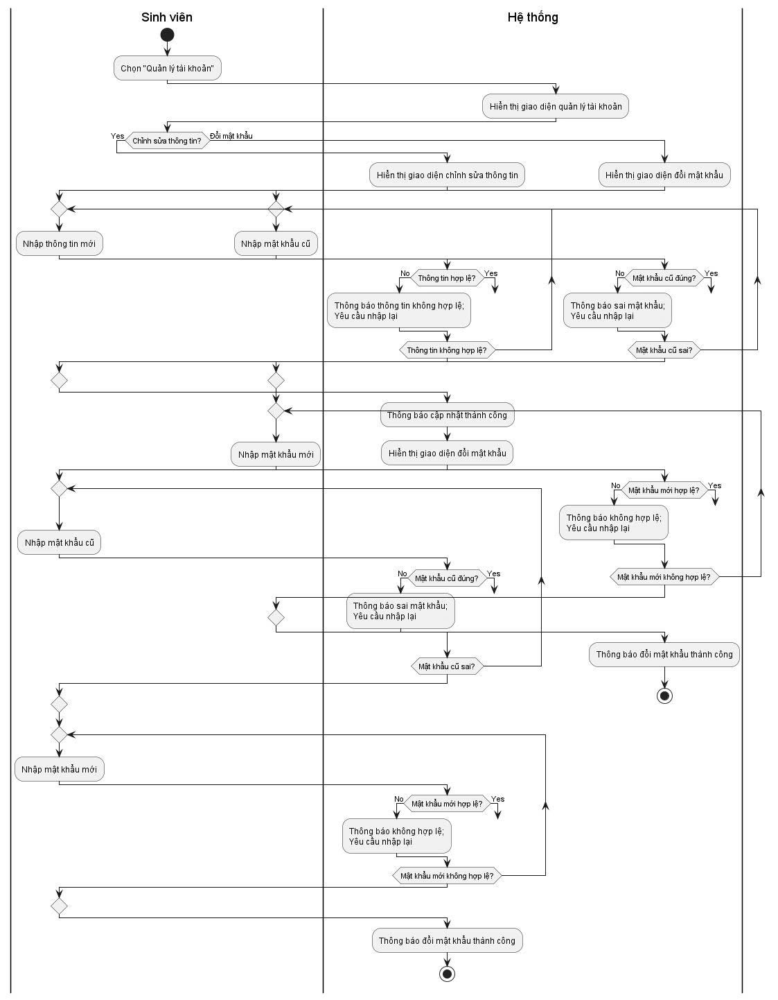 Sinh viên
Hệ thống
Chọn "Quản lý tài khoản"
Hiển thị giao diện quản lý tài khoản
Yes
Chỉnh sửa thông tin?
Đổi mật khẩu
Hiển thị giao diện chỉnh sửa thông tin
Hiển thị giao diện đổi mật khẩu
Nhập thông tin mới
Nhập mật khẩu cũ
No
Thông tin hợp lệ?
Yes
No
Mật khẩu cũ đúng?
Yes
Thông báo thông tin không hợp lệ;
Yêu cầu nhập lại
Thông báo sai mật khẩu;
Yêu cầu nhập lại
Thông tin không hợp lệ?
Mật khẩu cũ sai?
Thông báo cập nhật thành công
Nhập mật khẩu mới
Hiển thị giao diện đổi mật khẩu
No
Mật khẩu mới hợp lệ?
Yes
Thông báo không hợp lệ;
Yêu cầu nhập lại
Nhập mật khẩu cũ
No
Mật khẩu cũ đúng?
Yes
Mật khẩu mới không hợp lệ?
Thông báo sai mật khẩu;
Yêu cầu nhập lại
Thông báo đổi mật khẩu thành công
Mật khẩu cũ sai?
Nhập mật khẩu mới
No
Mật khẩu mới hợp lệ?
Yes
Thông báo không hợp lệ;
Yêu cầu nhập lại
Mật khẩu mới không hợp lệ?
Thông báo đổi mật khẩu thành công